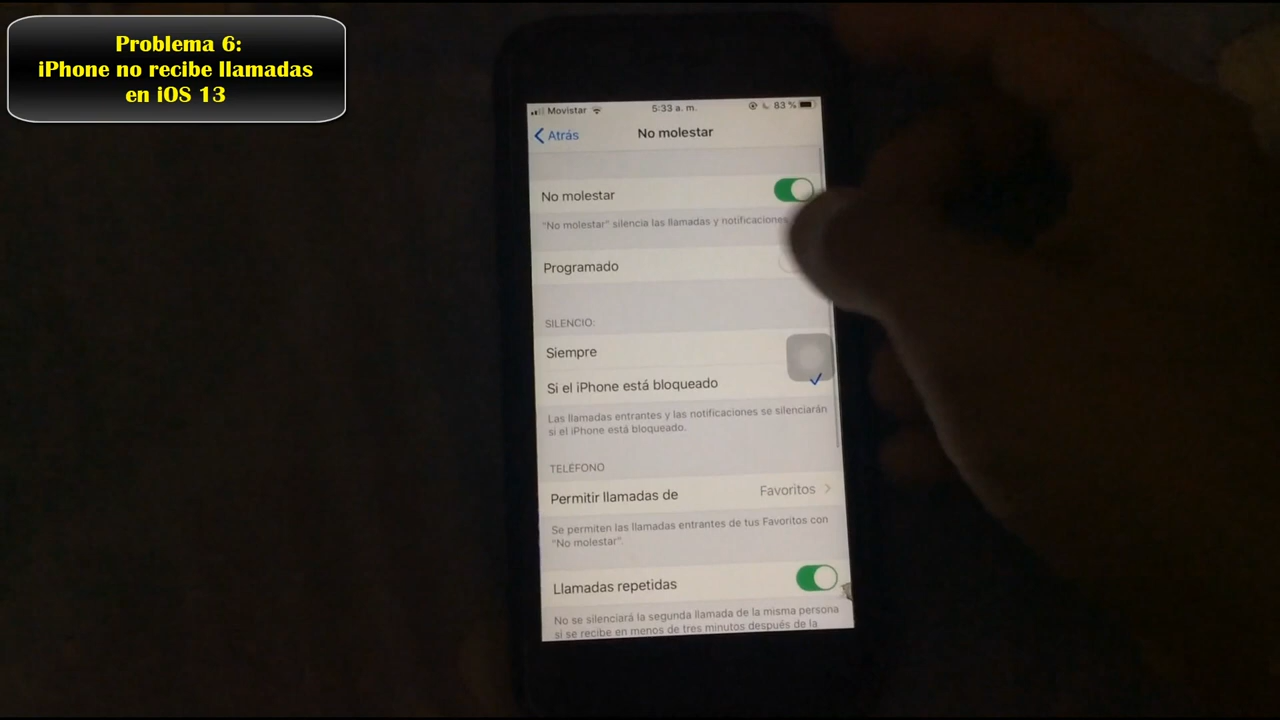 Problema 6:
iPhone no recibe llamadas
en iOS 13
Movistar 5:33 a. m. 83 %
Atrás No molestar
No molestar
"No molestar" silencia las llamadas y notificaciones
Programado
SILENCIO:
Siempre
Si el iPhone está bloqueado
Las llamadas entrantes y las notificaciones se silenciarán
si el iPhone está bloqueado.
TELÉFONO
Permitir llamadas de Favoritos
Se permiten las llamadas entrantes de tus Favoritos con
"No molestar".
Llamadas repetidas
No se silenciará la segunda llamada de la misma persona
si se recibe en menos de tres minutos después de la